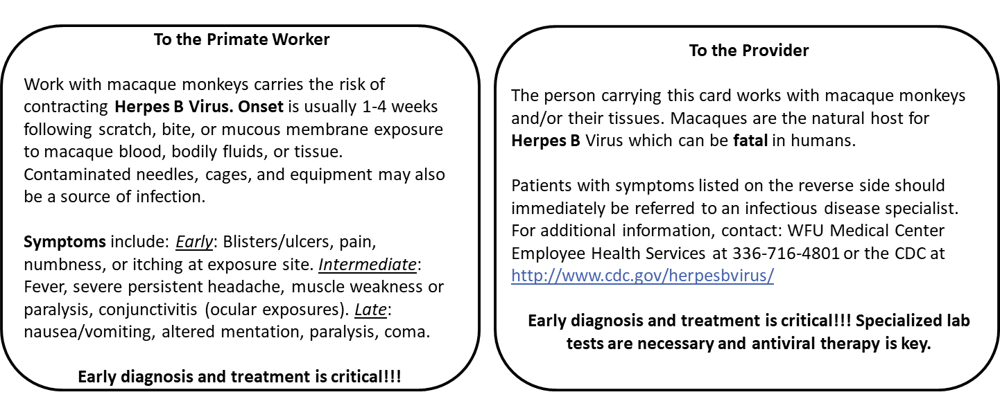 To the Primate Worker
Work with macaque monkeys carries the risk of
contracting Herpes B Virus. Onset is usually 1-4 weeks
following scratch, bite, or mucous membrane exposure
to macaque blood, bodily fluids, or tissue.
Contaminated needles, cages, and equipment may also
be a source of infection.
Symptoms include: Early: Blisters/ulcers, pain,
numbness, or itching at exposure site. Intermediate:
Fever, severe persistent headache, muscle weakness or
paralysis, conjunctivitis (ocular exposures). Late:
nausea/vomiting, altered mentation, paralysis, coma.
Early diagnosis and treatment is critical!!!
To the Provider
The person carrying this card works with macaque monkeys
and/or their tissues. Macaques are the natural host for
Herpes B Virus which can be fatal in humans.
Patients with symptoms listed on the reverse side should
immediately be referred to an infectious disease specialist.
For additional information, contact: WFU Medical Center
Employee Health Services at 336-716-4801 or the CDC at
http://www.cdc.gov/herpesbvirus/
Early diagnosis and treatment is critical!!! Specialized lab
tests are necessary and antiviral therapy is key.